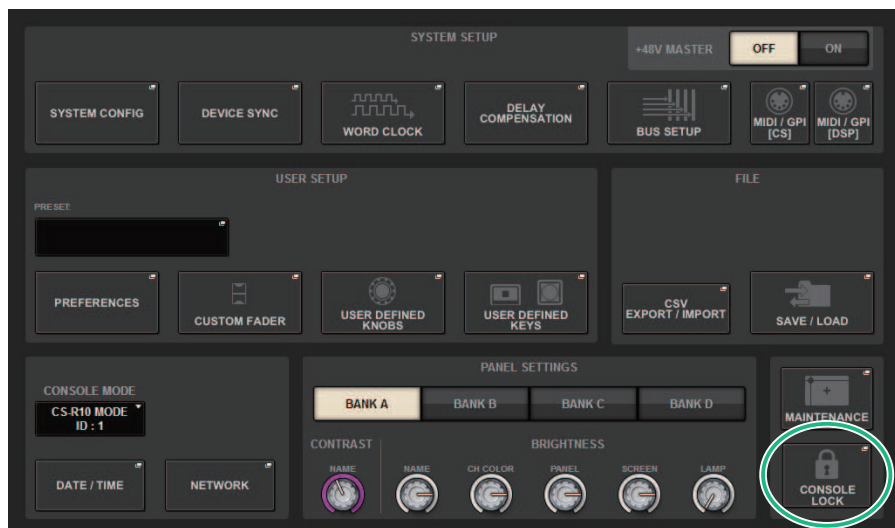 SYSTEM SETUP
+48V MASTER
OFF
ON
SYSTEM CONFIG
DEVICE SYNC
WORD CLOCK
DELAY
COMPENSATION
BUS SETUP
MIDI / GPI
[CS]
MIDI / GPI
[DSP]
USER SETUP
PRESET
PREFERENCES
CUSTOM FADER
USER DEFINED
KNOBS
USER DEFINED
KEYS
FILE
CSV
EXPORT / IMPORT
SAVE / LOAD
CONSOLE MODE
CS-R10 MODE
ID : 1
DATE / TIME
NETWORK
PANEL SETTINGS
BANK A
BANK B
BANK C
BANK D
CONTRAST
BRIGHTNESS
NAME
NAME
CH COLOR
PANEL
SCREEN
LAMP
MAINTENANCE
CONSOLE
LOCK